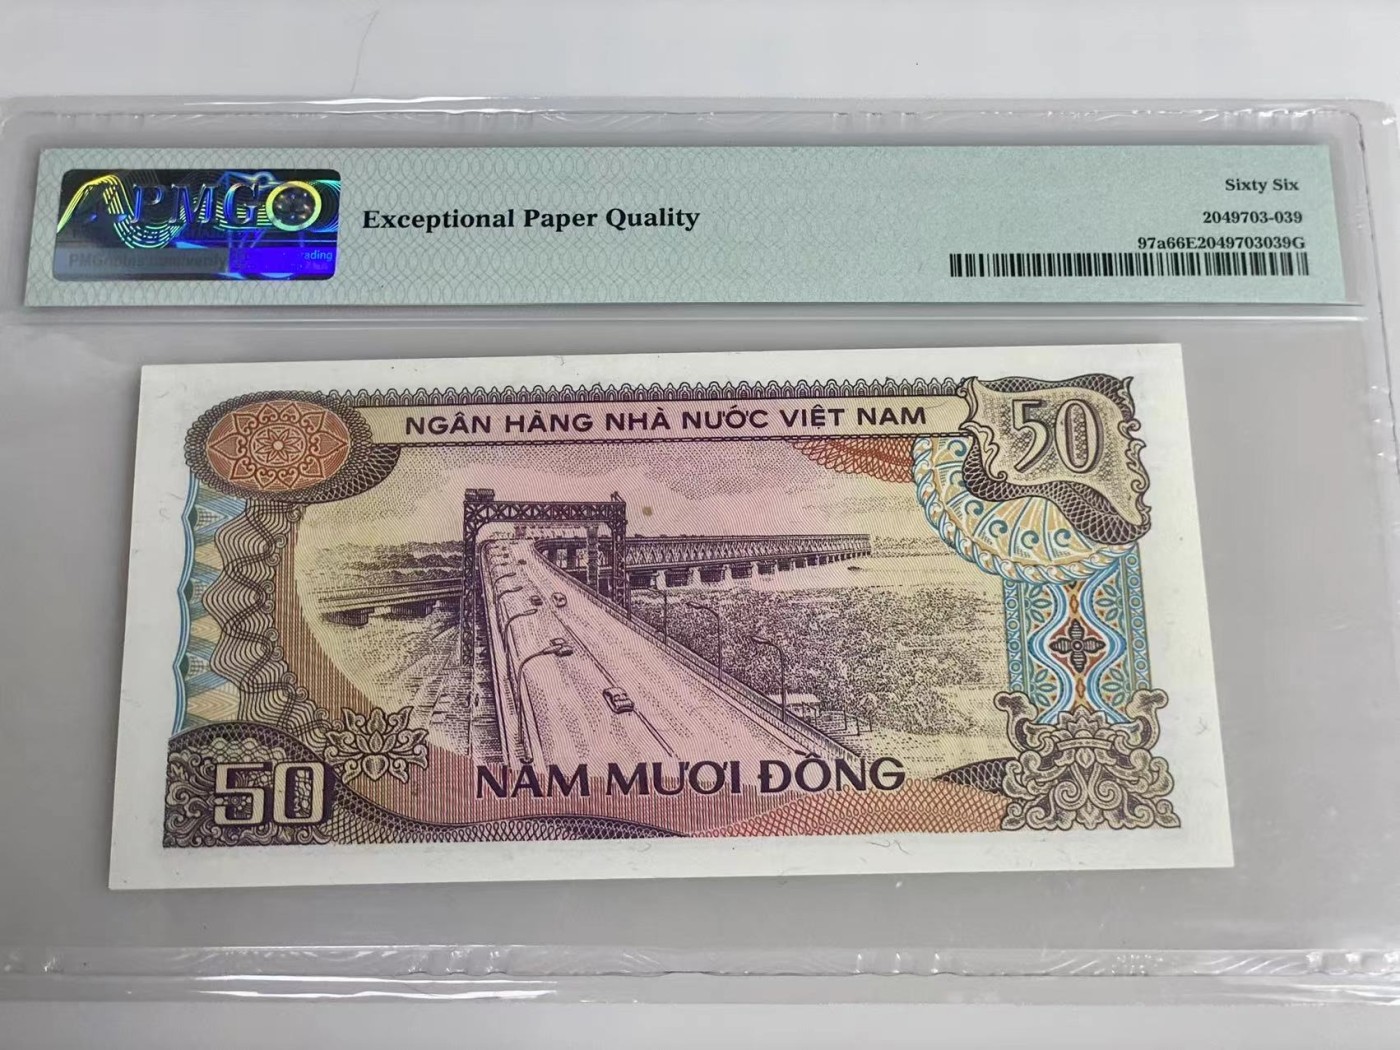 PMG
Exceptional Paper Quality
Sixty Six
2049703-039
97a66E2049703039G
NGÂN HÀNG NHÀ NƯỚC VIỆT NAM
50
50
NĂM MƯƠI ĐỒNG